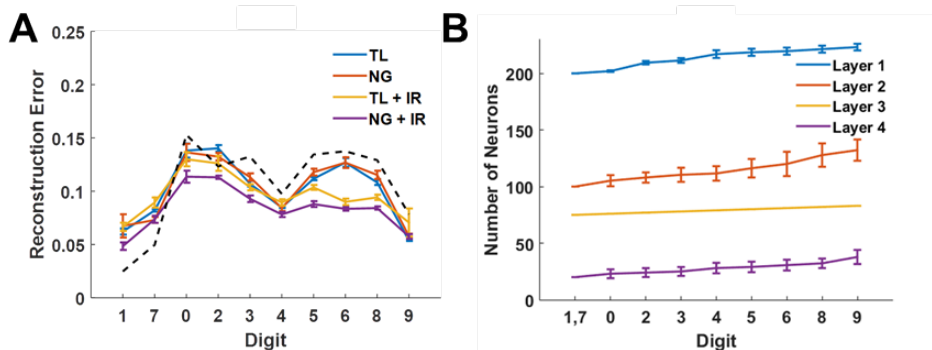 A
0.25
0.2
0.15
0.1
0.05
0
Reconstruction Error
TL
NG
TL + IR
NG + IR
1 7 0 2 3 4 5 6 8 9
Digit
B
200
150
100
50
0
Number of Neurons
Layer 1
Layer 2
Layer 3
Layer 4
1,7 0 2 3 4 5 6 8 9
Digit